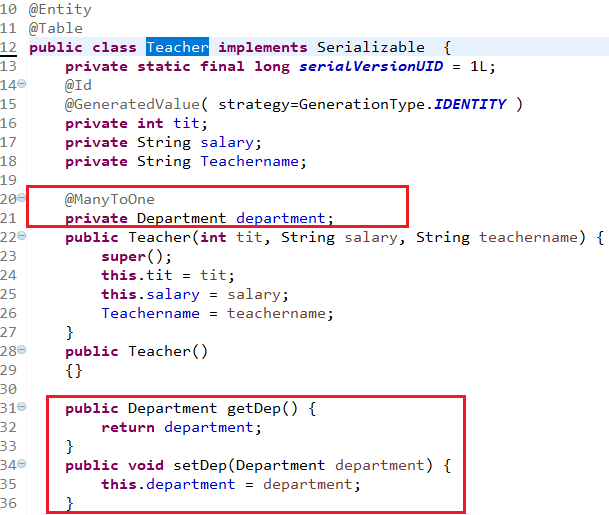 10 @Entity
11 @Table
12 public class Teacher implements Serializable  {
13     private static final long serialVersionUID = 1L;
14     @Id
15     @GeneratedValue( strategy=GenerationType.IDENTITY )
16     private int tit;
17     private String salary;
18     private String Teachername;
19
20     @ManyToOne
21     private Department department;
22     public Teacher(int tit, String salary, String teachername) {
23         super();
24         this.tit = tit;
25         this.salary = salary;
26         Teachername = teachername;
27     }
28     public Teacher()
29     {}
30
31     public Department getDep() {
32         return department;
33     }
34     public void setDep(Department department) {
35         this.department = department;
36     }